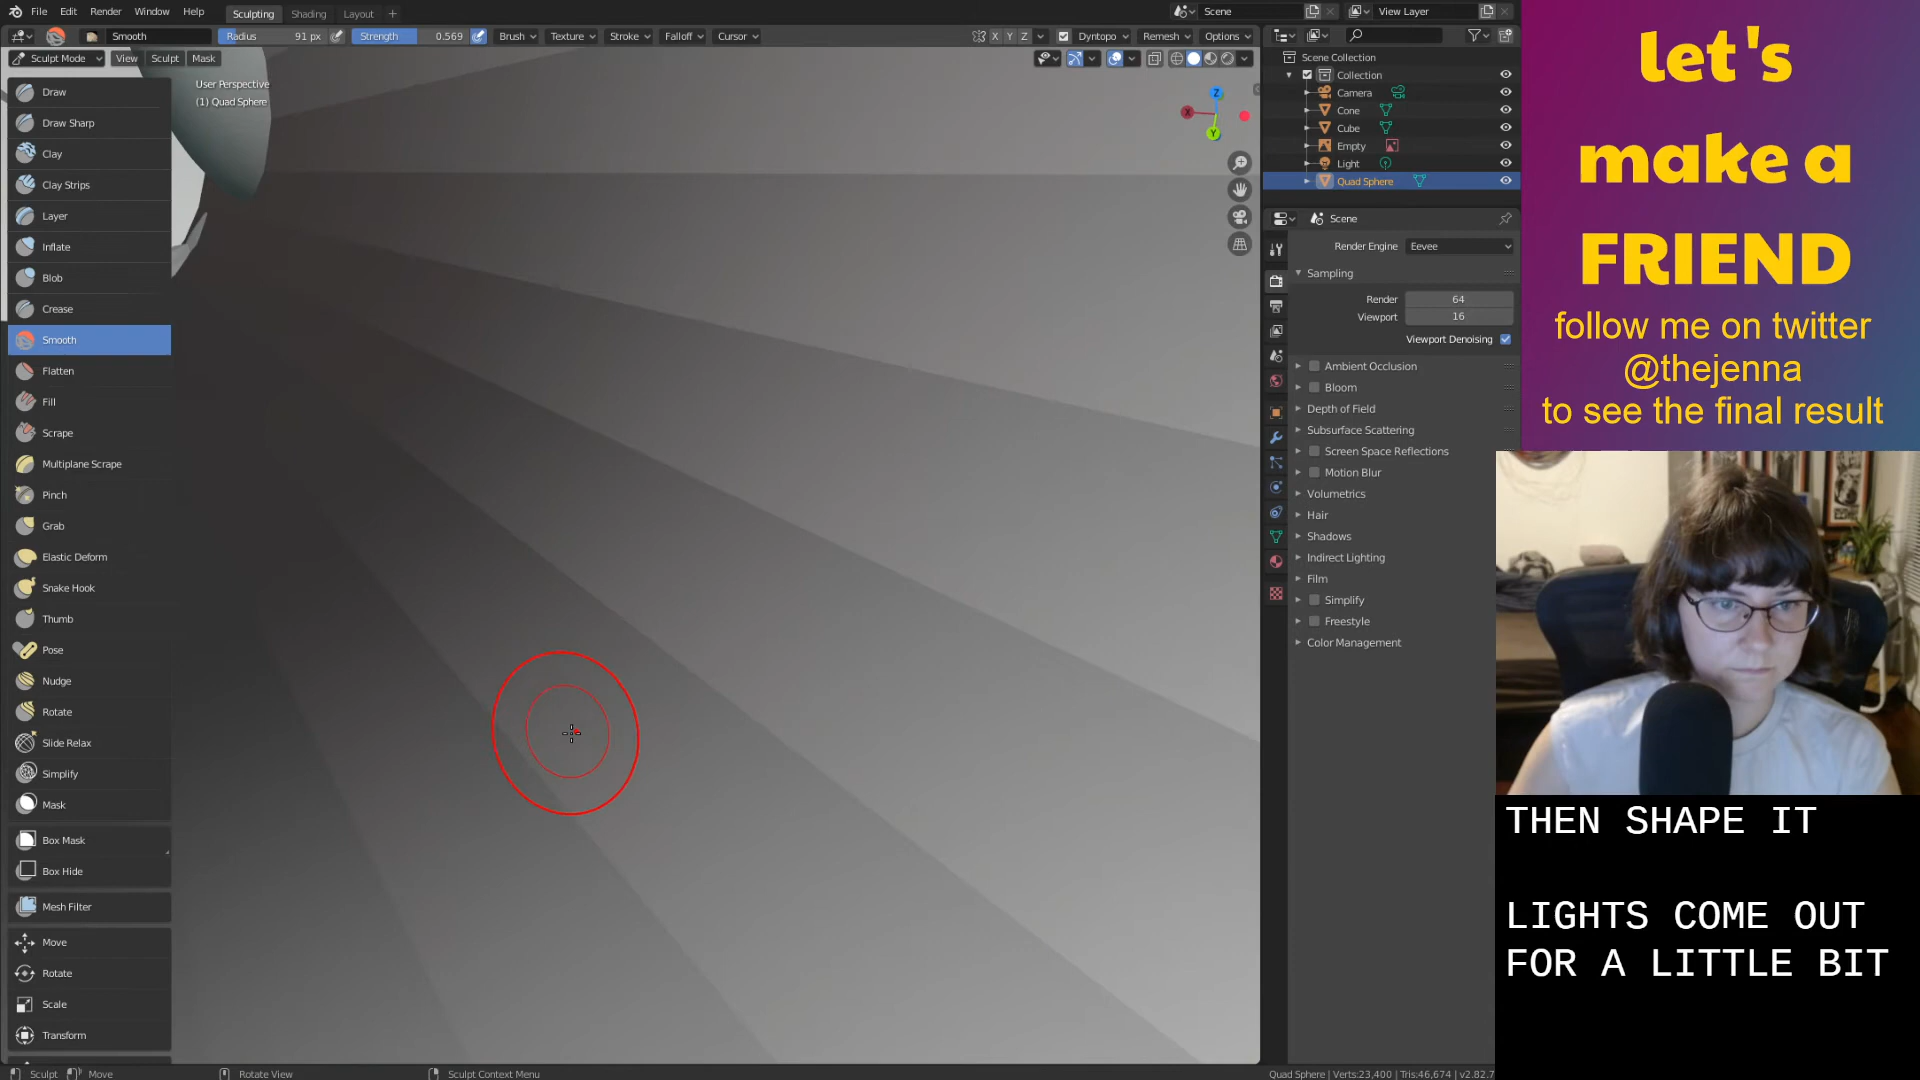 File Edit Render Window Help Sculpting Shading Layout + Scene View Layer
Smooth Radius 91 px Strength 0.569 Brush Texture Stroke Falloff Cursor X Y Z Dyntopo Remesh Options
Sculpt Mode View Sculpt Mask
User Perspective
(1) Quad Sphere
Draw
Draw Sharp
Clay
Clay Strips
Layer
Inflate
Blob
Crease
Smooth
Flatten
Fill
Scrape
Multiplane Scrape
Pinch
Grab
Elastic Deform
Snake Hook
Thumb
Pose
Nudge
Rotate
Slide Relax
Simplify
Mask
Box Mask
Box Hide
Mesh Filter
Move
Rotate
Scale
Transform
Z
X
Y
Scene Collection
Collection
Camera
Cone
Cube
Empty
Light
Quad Sphere
Scene
Render Engine Eevee
Sampling
Render 64
Viewport 16
Viewport Denoising
Ambient Occlusion
Bloom
Depth of Field
Subsurface Scattering
Screen Space Reflections
Motion Blur
Volumetrics
Hair
Shadows
Indirect Lighting
Film
Simplify
Freestyle
Color Management
let's
make a
FRIEND
follow me on twitter
@thejenna
to see the final result
THEN SHAPE IT
LIGHTS COME OUT
FOR A LITTLE BIT
Sculpt Move Rotate View Sculpt Context Menu Quad Sphere | Verts:23,400 | Tris:46,674 | v2.82.7